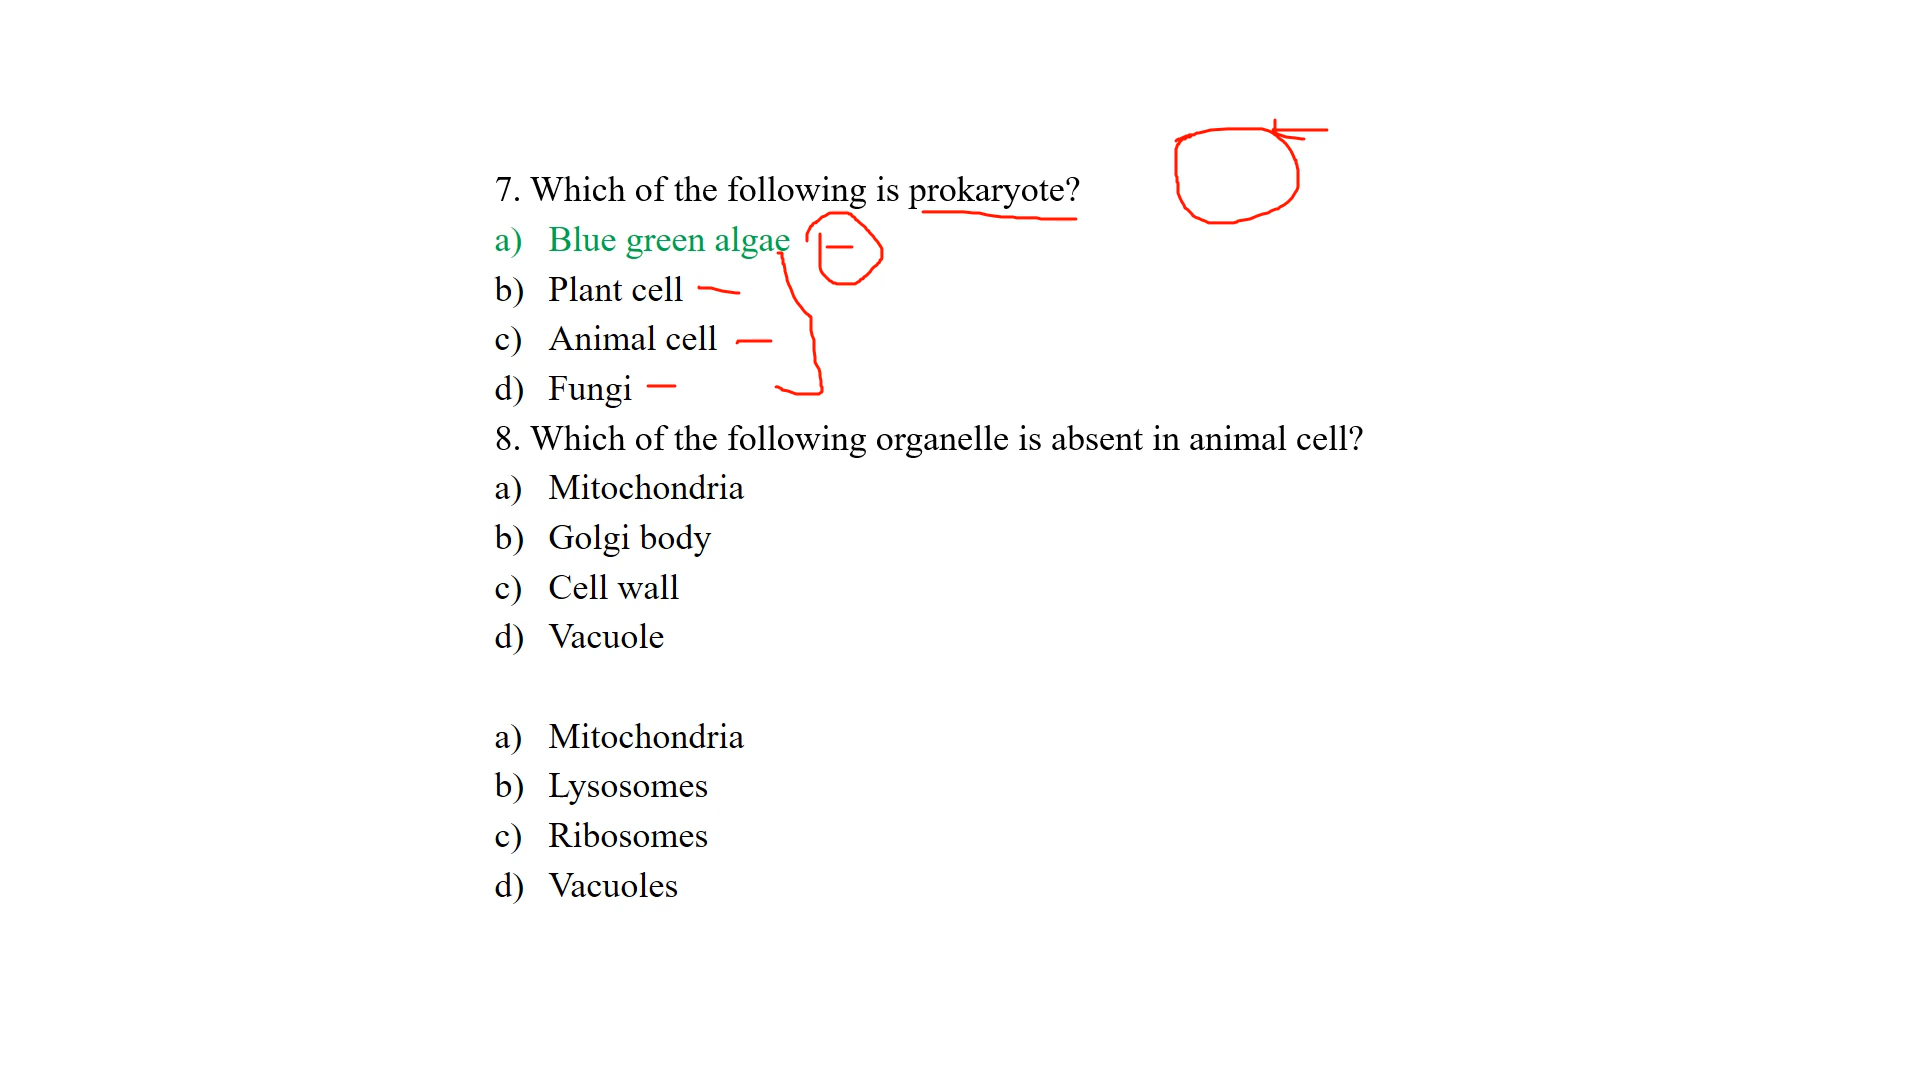 7. Which of the following is prokaryote?
a) Blue green algae
b) Plant cell
c) Animal cell
d) Fungi
8. Which of the following organelle is absent in animal cell?
a) Mitochondria
b) Golgi body
c) Cell wall
d) Vacuole
a) Mitochondria
b) Lysosomes
c) Ribosomes
d) Vacuoles